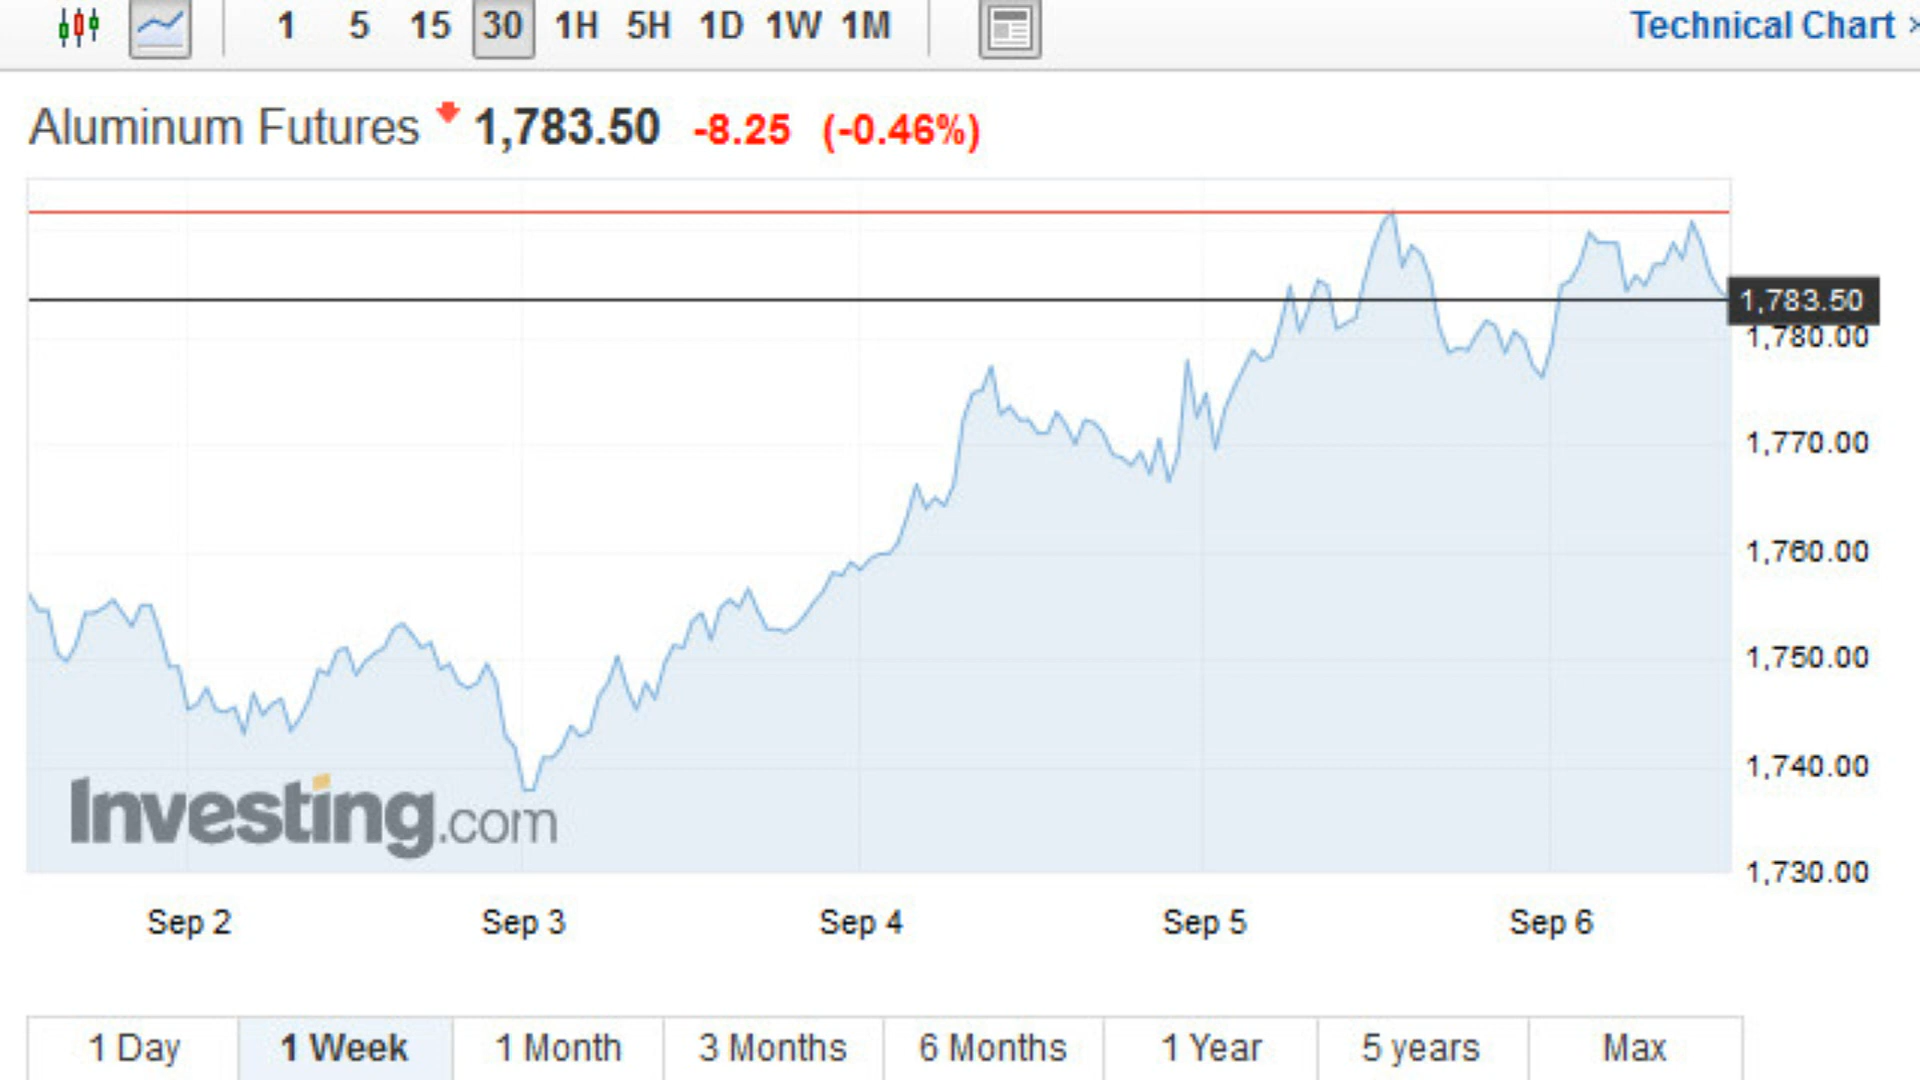 1 5 15 30 1H 5H 1D 1W 1M Technical Chart
Aluminum Futures 1,783.50 -8.25 (-0.46%)
1,783.50
1,780.00
1,770.00
1,760.00
1,750.00
1,740.00
1,730.00
Investing.com
Sep 2 Sep 3 Sep 4 Sep 5 Sep 6
1 Day 1 Week 1 Month 3 Months 6 Months 1 Year 5 years Max